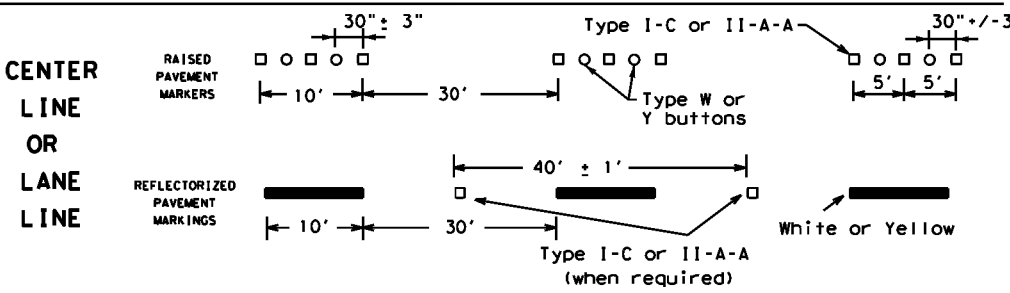 30"± 3"
Type I-C or II-A-A
30"+/-3
CENTER
LINE
OR
LANE
LINE
RAISED
PAVEMENT
MARKERS
10'
30'
Type W or
Y buttons
5'
5'
40' ± 1'
REFLECTORIZED
PAVEMENT
MARKINGS
10'
30'
Type I-C or II-A-A
(when required)
White or Yellow